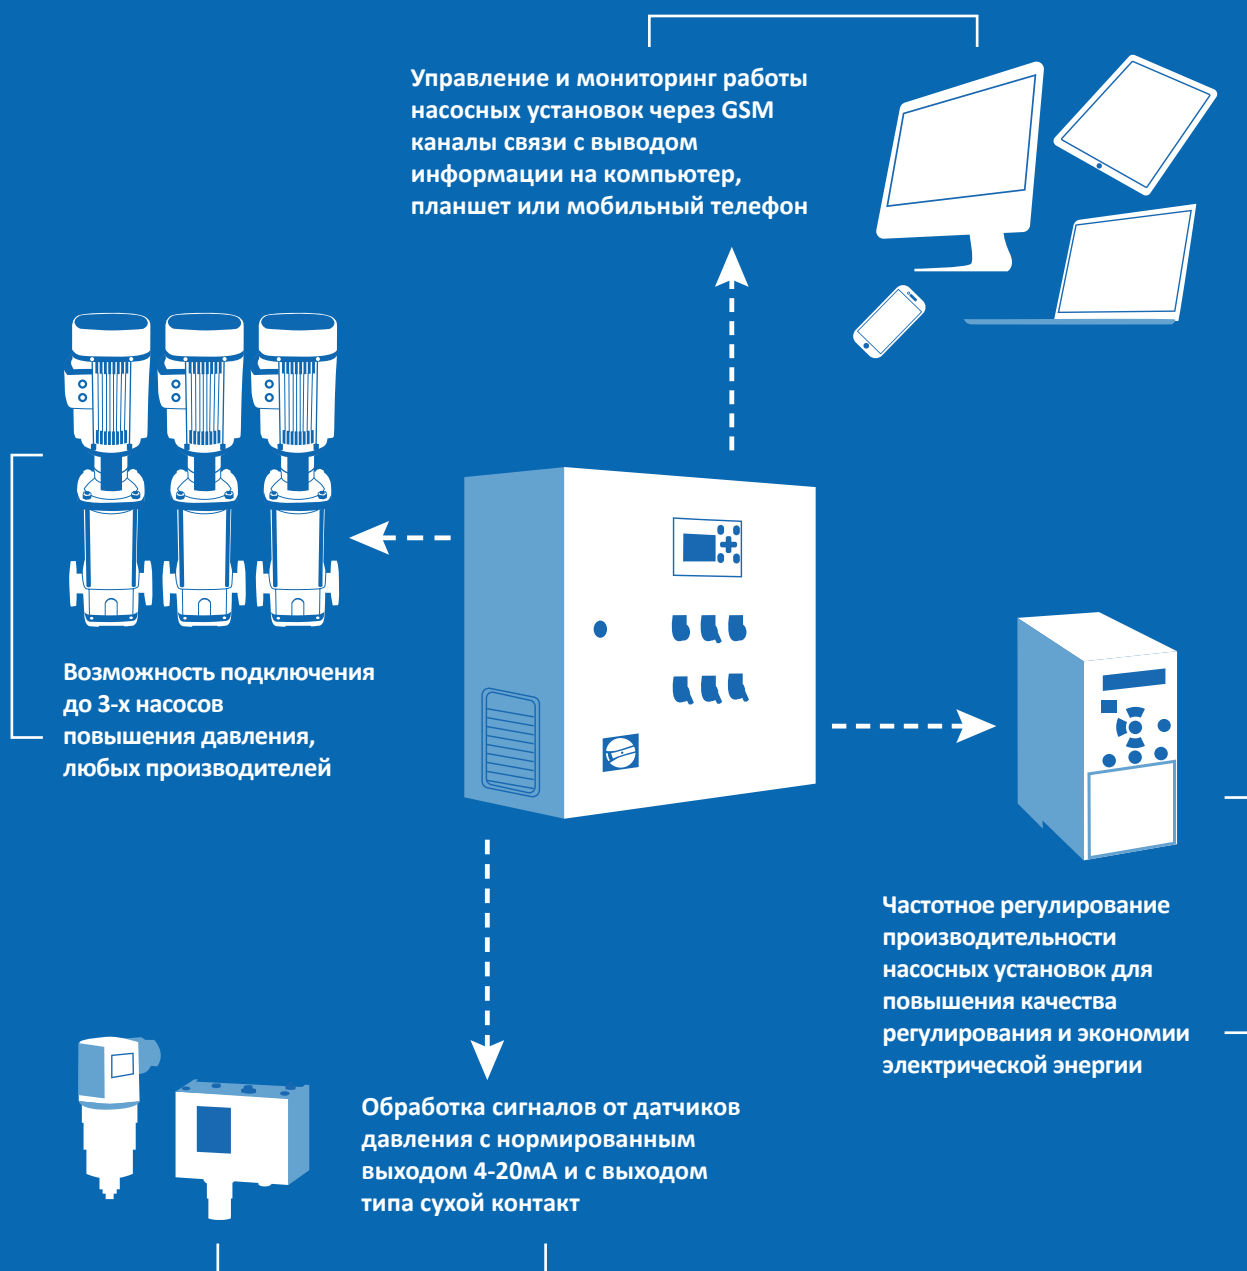 Управление и мониторинг работы
насосных установок через GSM
каналы связи с выводом
информации на компьютер,
планшет или мобильный телефон
Возможность подключения
до 3-х насосов
повышения давления,
любых производителей
Частотное регулирование
производительности
насосных установок для
повышения качества
регулирования и экономии
электрической энергии
Обработка сигналов от датчиков
давления с нормированным
выходом 4-20мА и с выходом
типа сухой контакт